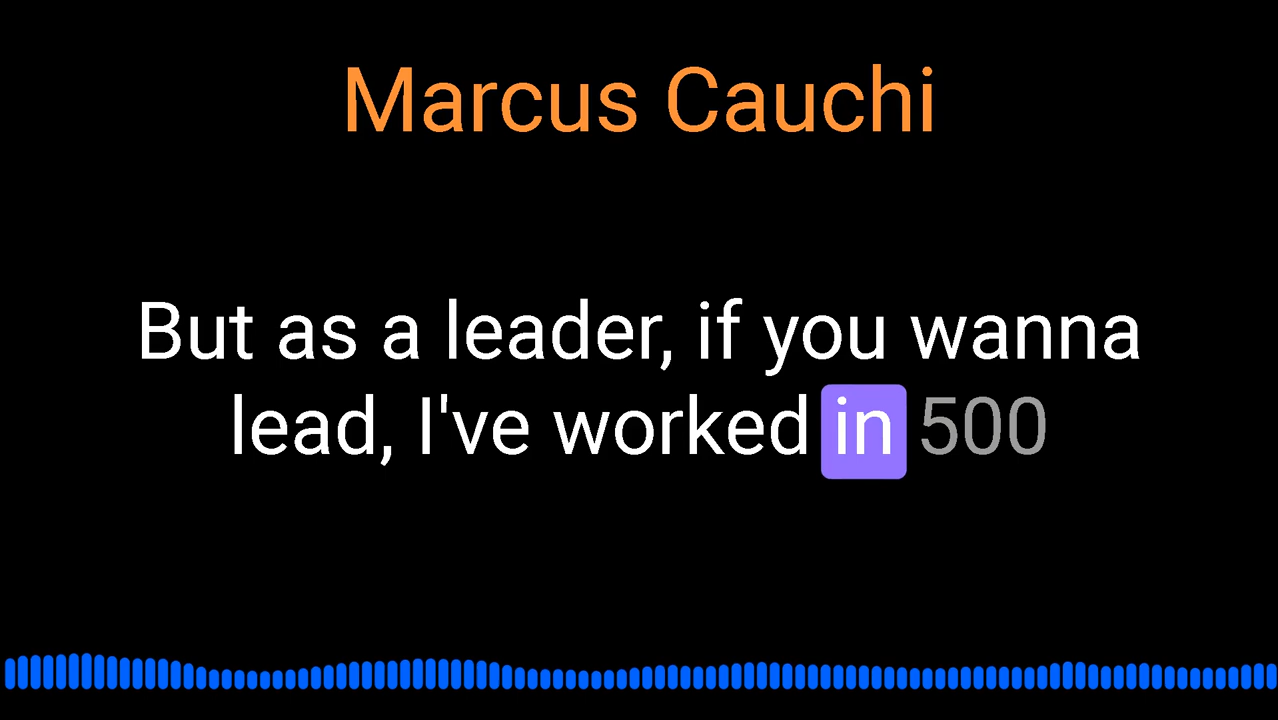 Marcus Cauchi
But as a leader, if you wanna
lead, I've worked in 500